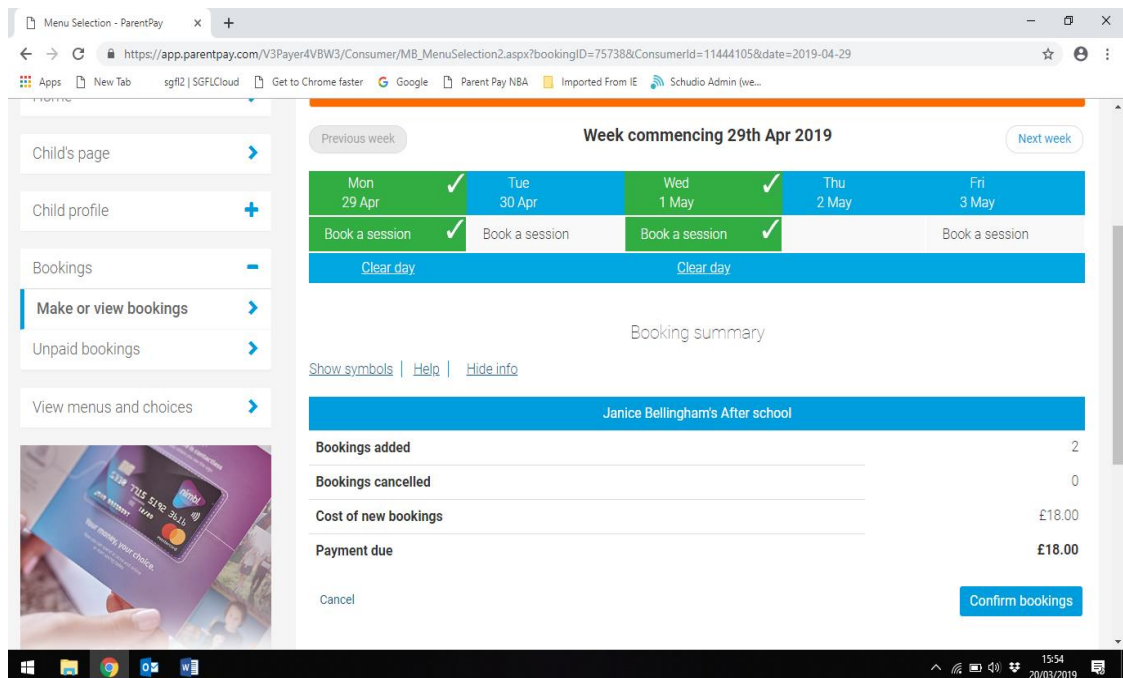 Menu Selection - ParentPay
https://app.parentpay.com/V3Payer4VBW3/Consumer/MB_MenuSelection2.aspx?bookingID=75738&ConsumerId=11444105&date=2019-04-29
Apps New Tab sgfl2 | SGFLCloud Get to Chrome faster Google Parent Pay NBA Imported From IE Schudio Admin (we...
Home
Child's page
Child profile
Bookings
Make or view bookings
Unpaid bookings
View menus and choices
Your money, your choice.
nimbl
Previous week Week commencing 29th Apr 2019 Next week
Mon Tue Wed Thu Fri
29 Apr 30 Apr 1 May 2 May 3 May
Book a session Book a session Book a session Book a session
Clear day Clear day
Booking summary
Show symbols | Help | Hide info
Janice Bellingham's After school
Bookings added 2
Bookings cancelled 0
Cost of new bookings £18.00
Payment due £18.00
Cancel Confirm bookings
15:54
20/03/2019